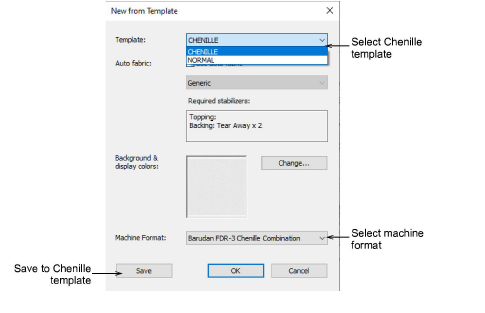 New from Template
Template:
CHENILLE
CHENILLE
NORMAL
Select Chenille
template
Auto fabric:
Generic
Required stabilizers:
Topping:
Backing: Tear Away x 2
Background &
display colors:
Change...
Machine Format:
Barudan FDR-3 Chenille Combination
Select machine
format
Save to Chenille
template
Save
OK
Cancel